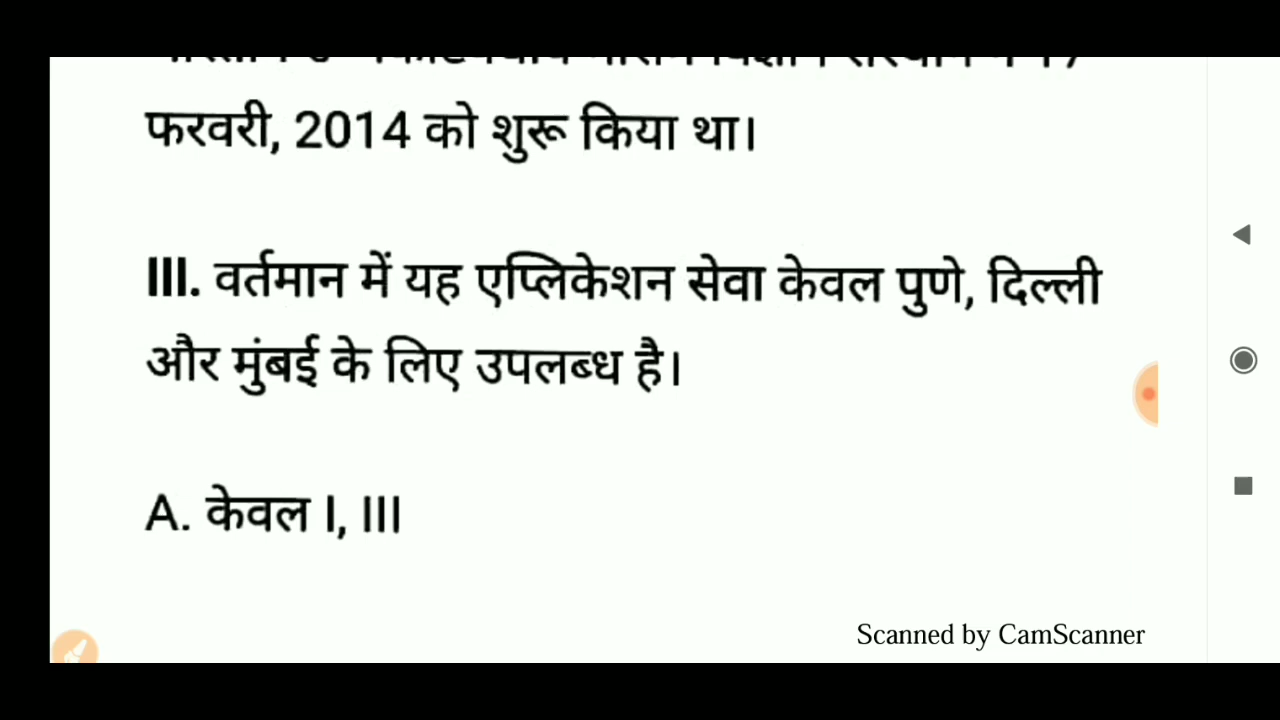 फरवरी, 2014 को शुरू किया था।
III. वर्तमान में यह एप्लिकेशन सेवा केवल पुणे, दिल्ली
और मुंबई के लिए उपलब्ध है।
A. केवल I, III
Scanned by CamScanner